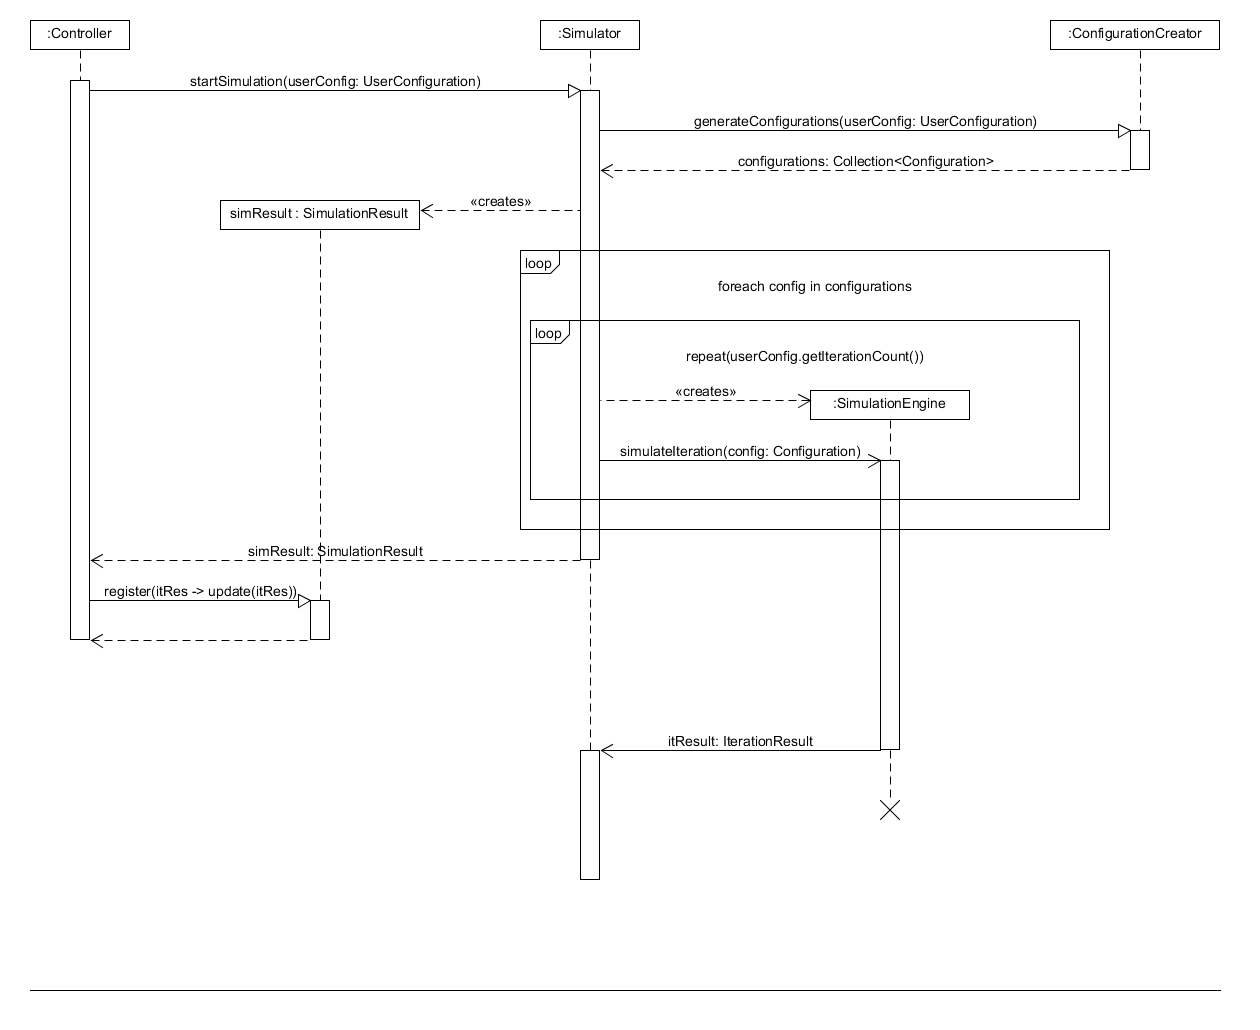 :Controller
:Simulator
:ConfigurationCreator
startSimulation(userConfig: UserConfiguration)
generateConfigurations(userConfig: UserConfiguration)
configurations: Collection<Configuration>
«creates»
simResult : SimulationResult
loop
foreach config in configurations
loop
repeat(userConfig.getIterationCount())
«creates»
:SimulationEngine
simulateIteration(config: Configuration)
simResult: SimulationResult
register(itRes -> update(itRes))
itResult: IterationResult